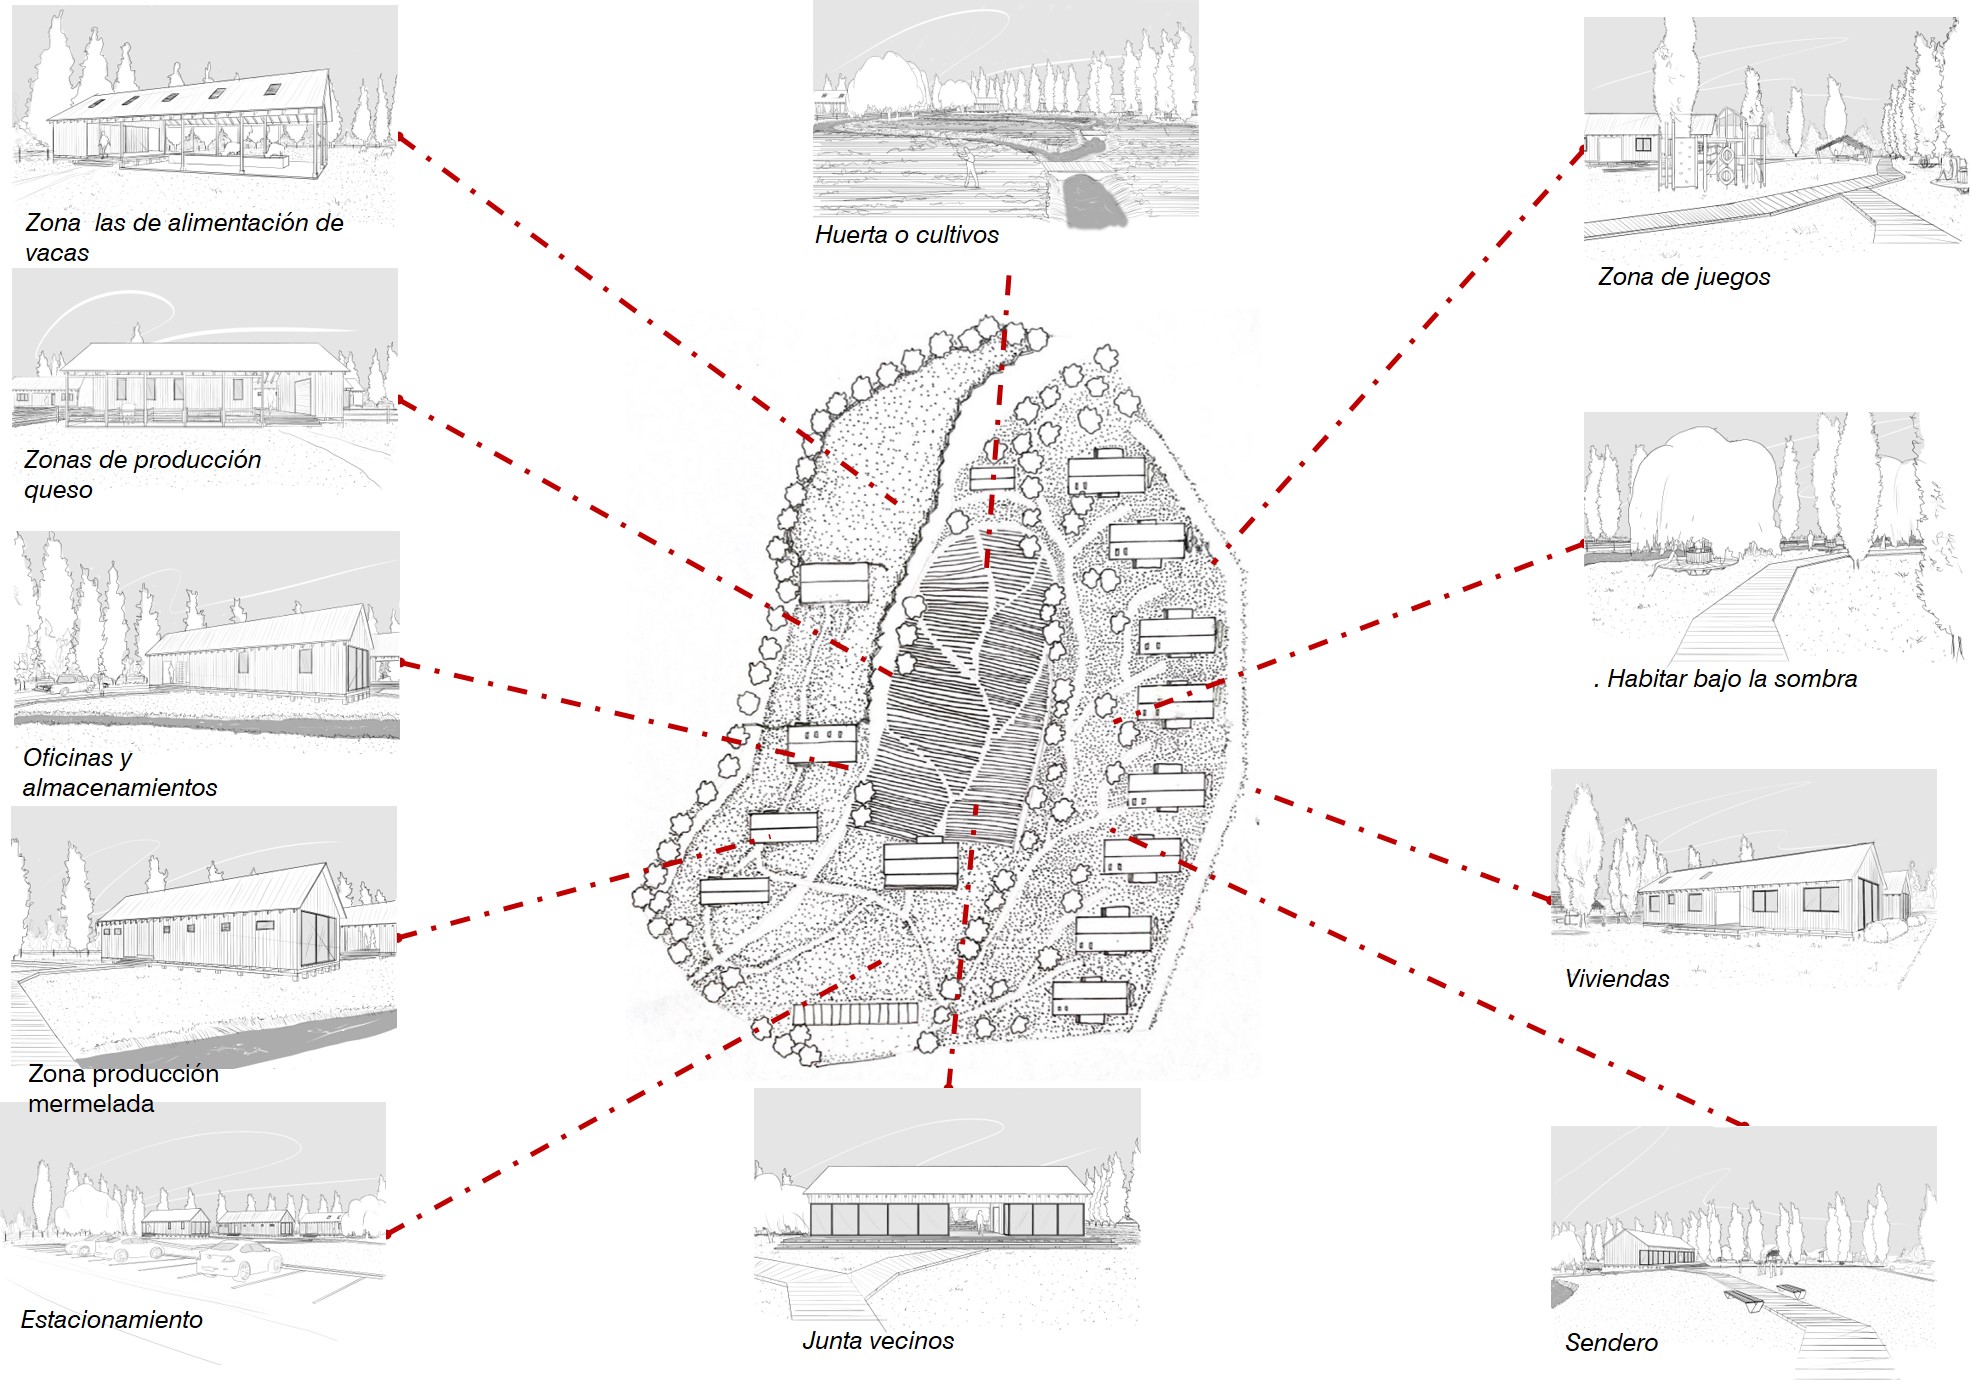 Zona  las de alimentación de
vacas
Zonas de producción
queso
Oficinas y
almacenamientos
Zona producción
mermelada
Estacionamiento
Huerta o cultivos
Junta vecinos
Zona de juegos
. Habitar bajo la sombra
Viviendas
Sendero